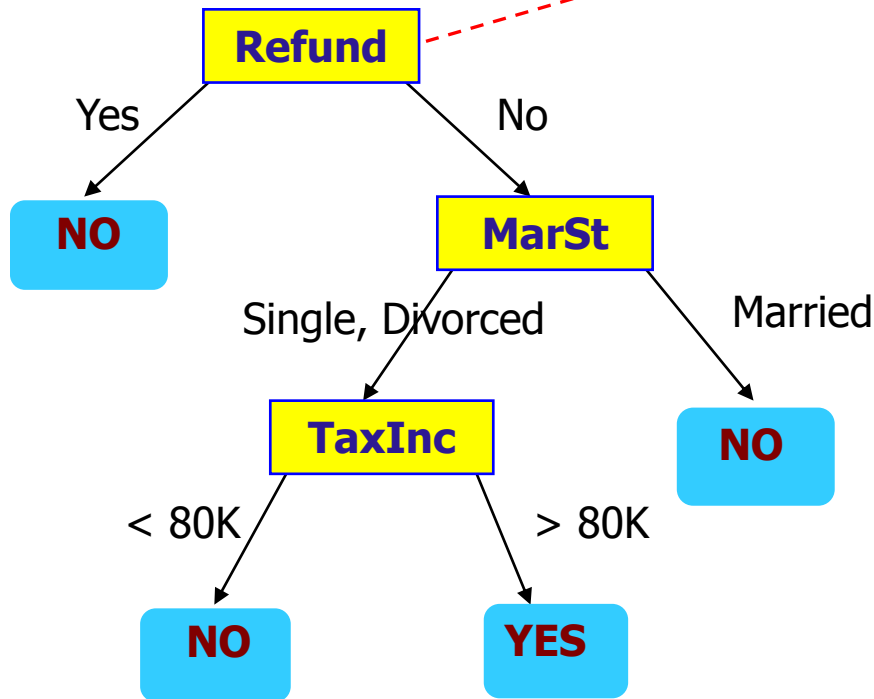 Refund
Yes
No
NO
MarSt
Single, Divorced
Married
TaxInc
NO
< 80K
> 80K
NO
YES